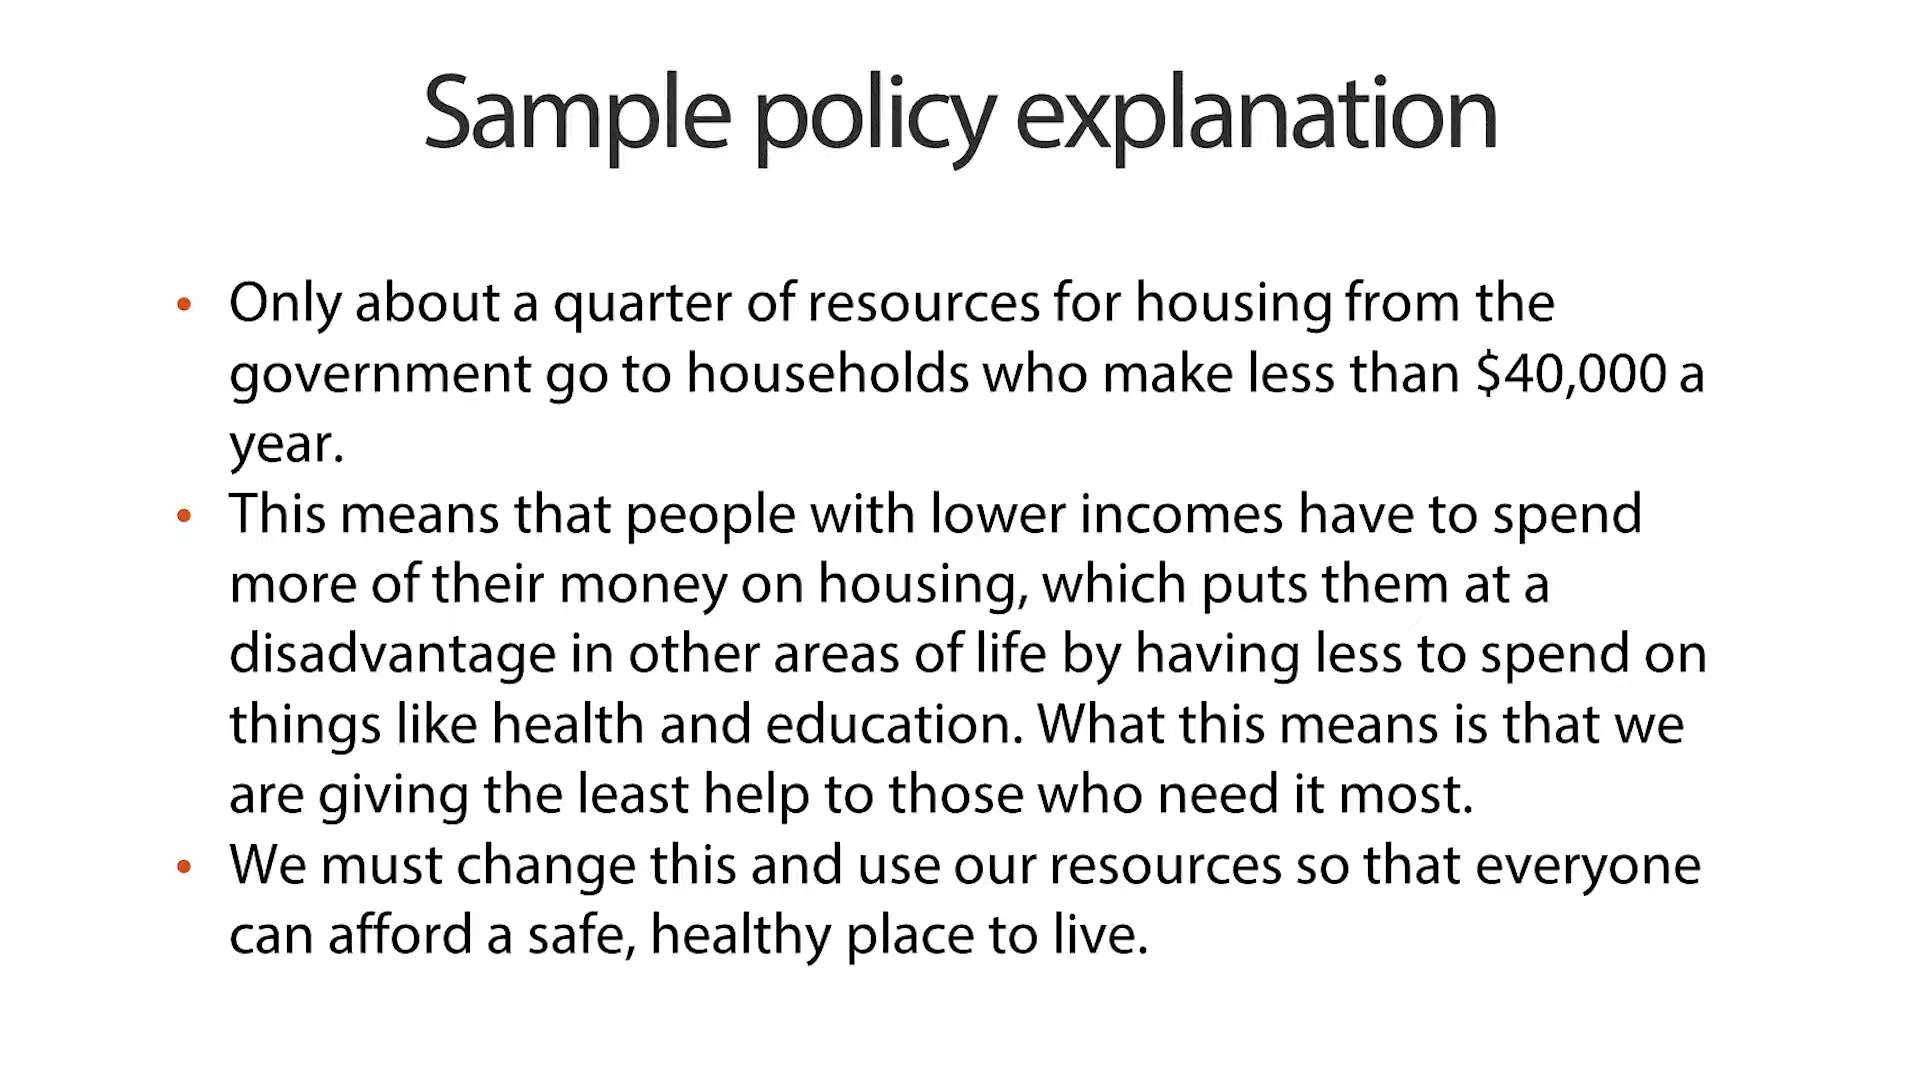 Sample policy explanation
• Only about a quarter of resources for housing from the
government go to households who make less than $40,000 a
year.
• This means that people with lower incomes have to spend
more of their money on housing, which puts them at a
disadvantage in other areas of life by having less to spend on
things like health and education. What this means is that we
are giving the least help to those who need it most.
• We must change this and use our resources so that everyone
can afford a safe, healthy place to live.